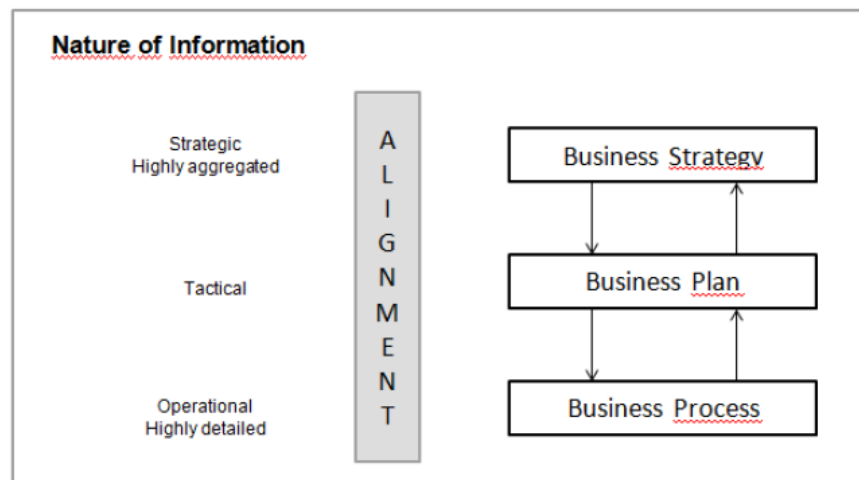 Nature of Information
Strategic
Highly aggregated
A
L
I
G
N
M
E
N
T
Business Strategy
Tactical
Business Plan
Operational
Highly detailed
Business Process